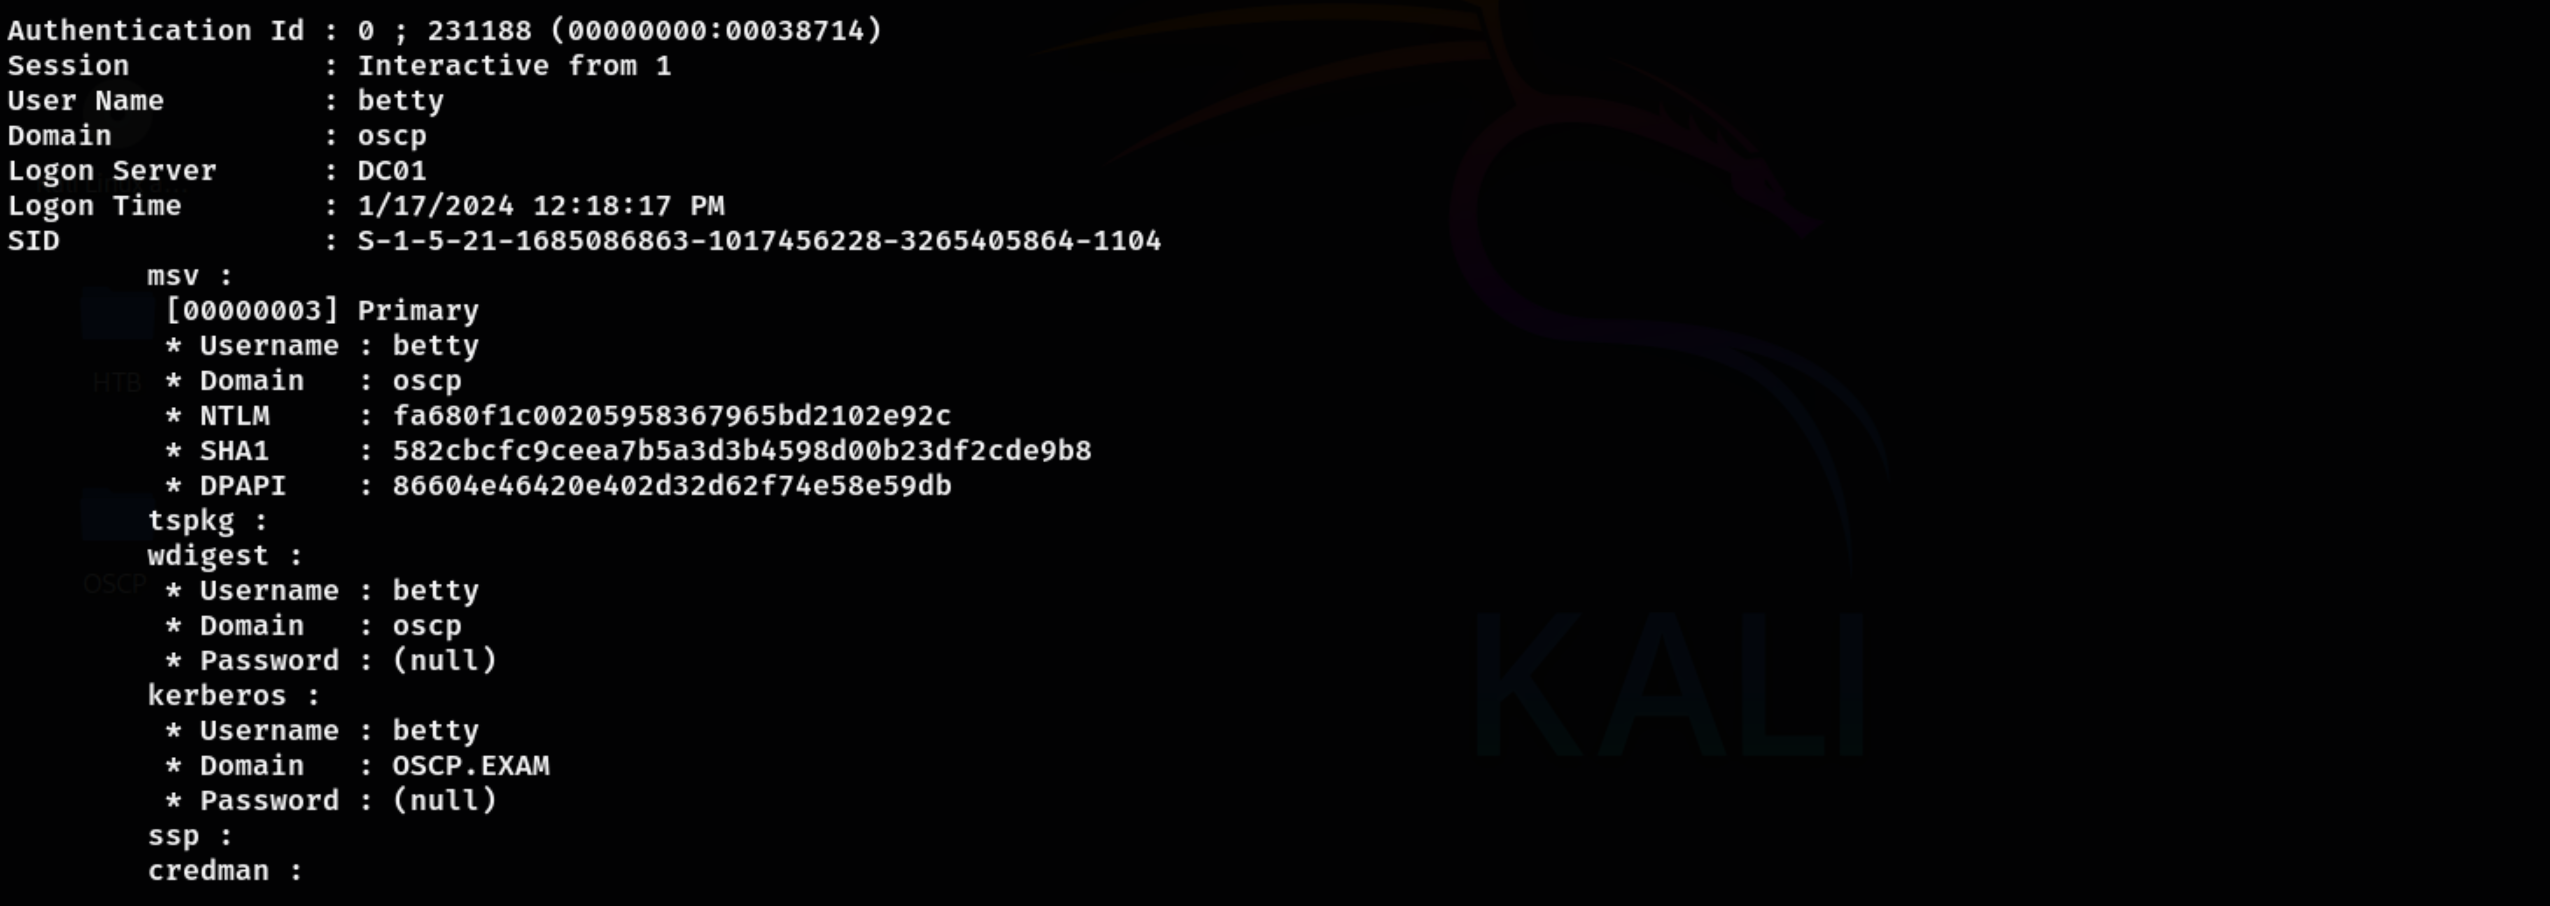 Authentication Id : 0 ; 231188 (00000000:00038714)
Session           : Interactive from 1
User Name         : betty
Domain            : oscp
Logon Server      : DC01
Logon Time        : 1/17/2024 12:18:17 PM
SID               : S-1-5-21-1685086863-1017456228-3265405864-1104
        msv :
         [00000003] Primary
         * Username : betty
         * Domain   : oscp
         * NTLM     : fa680f1c00205958367965bd2102e92c
         * SHA1     : 582cbcfc9ceea7b5a3d3b4598d00b23df2cde9b8
         * DPAPI    : 86604e46420e402d32d62f74e58e59db
        tspkg :
        wdigest :
         * Username : betty
         * Domain   : oscp
         * Password : (null)
        kerberos :
         * Username : betty
         * Domain   : OSCP.EXAM
         * Password : (null)
        ssp :
        credman :
HTB
OSCP
KALI